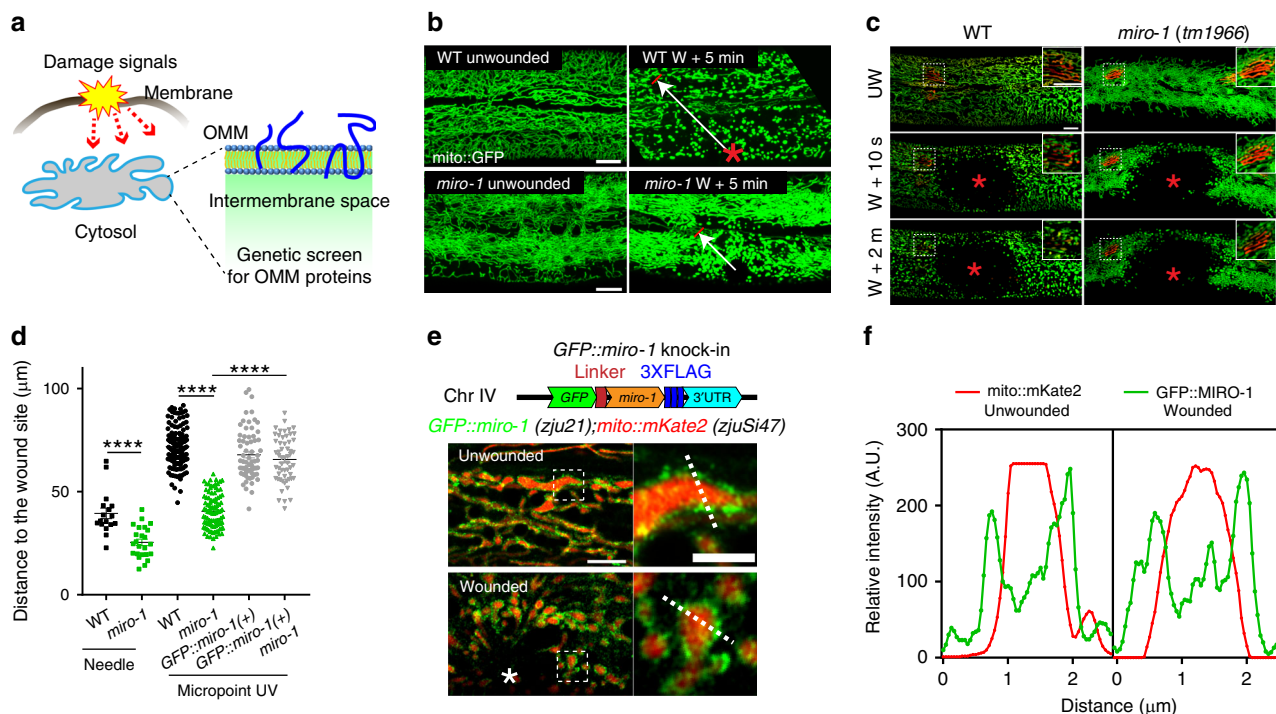 a
Damage signals
Membrane
OMM
Intermembrane space
Cytosol
Genetic screen
for OMM proteins
b
WT unwounded
WT W + 5 min
mito::GFP
miro-1 unwounded
miro-1 W + 5 min
c
WT
miro-1 (tm1966)
UW
W + 10 s
W + 2 m
d
Distance to the wound site (μm)
100
50
0
****
****
****
WT
miro-1
WT
miro-1
GFP::miro-1(+)
GFP::miro-1(+)
miro-1
Needle
Micropoint UV
e
GFP::miro-1 knock-in
Linker
3XFLAG
Chr IV
GFP
miro-1
3′UTR
GFP::miro-1 (zju21);mito::mKate2 (zjuSi47)
Unwounded
Wounded
f
mito::mKate2
GFP::MIRO-1
Unwounded
Wounded
Relative intensity (A.U.)
300
200
100
0
0
1
2
0
1
2
Distance (μm)